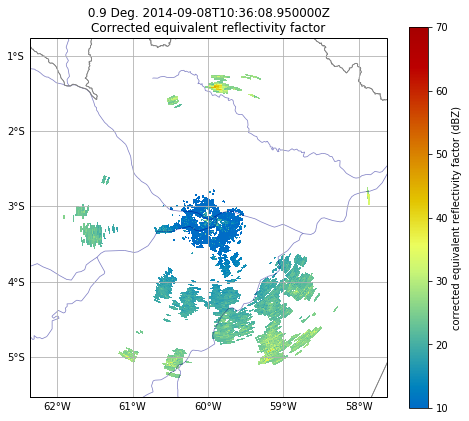 0.9 Deg. 2014-09-08T10:36:08.950000Z
Corrected equivalent reflectivity factor
1°S
2°S
3°S
4°S
5°S
62°W
61°W
60°W
59°W
58°W
70
60
50
40
30
20
10
corrected equivalent reflectivity factor (dBZ)